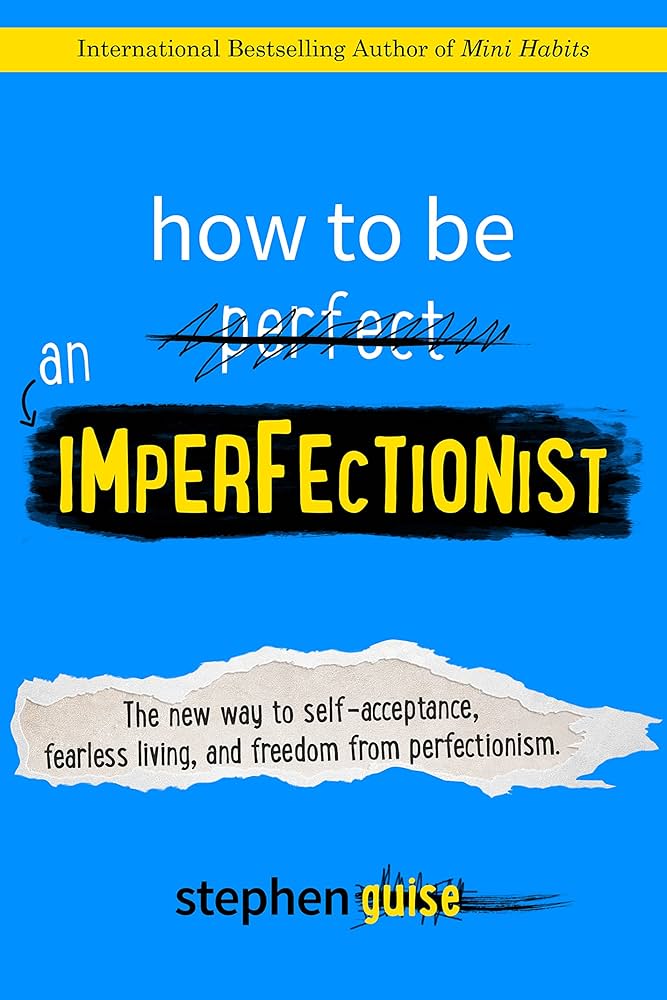 International Bestselling Author of Mini Habits
how to be
perfect
an
IMPERFECTIONIST
The new way to self-acceptance,
fearless living, and freedom from perfectionism.
stephen guise